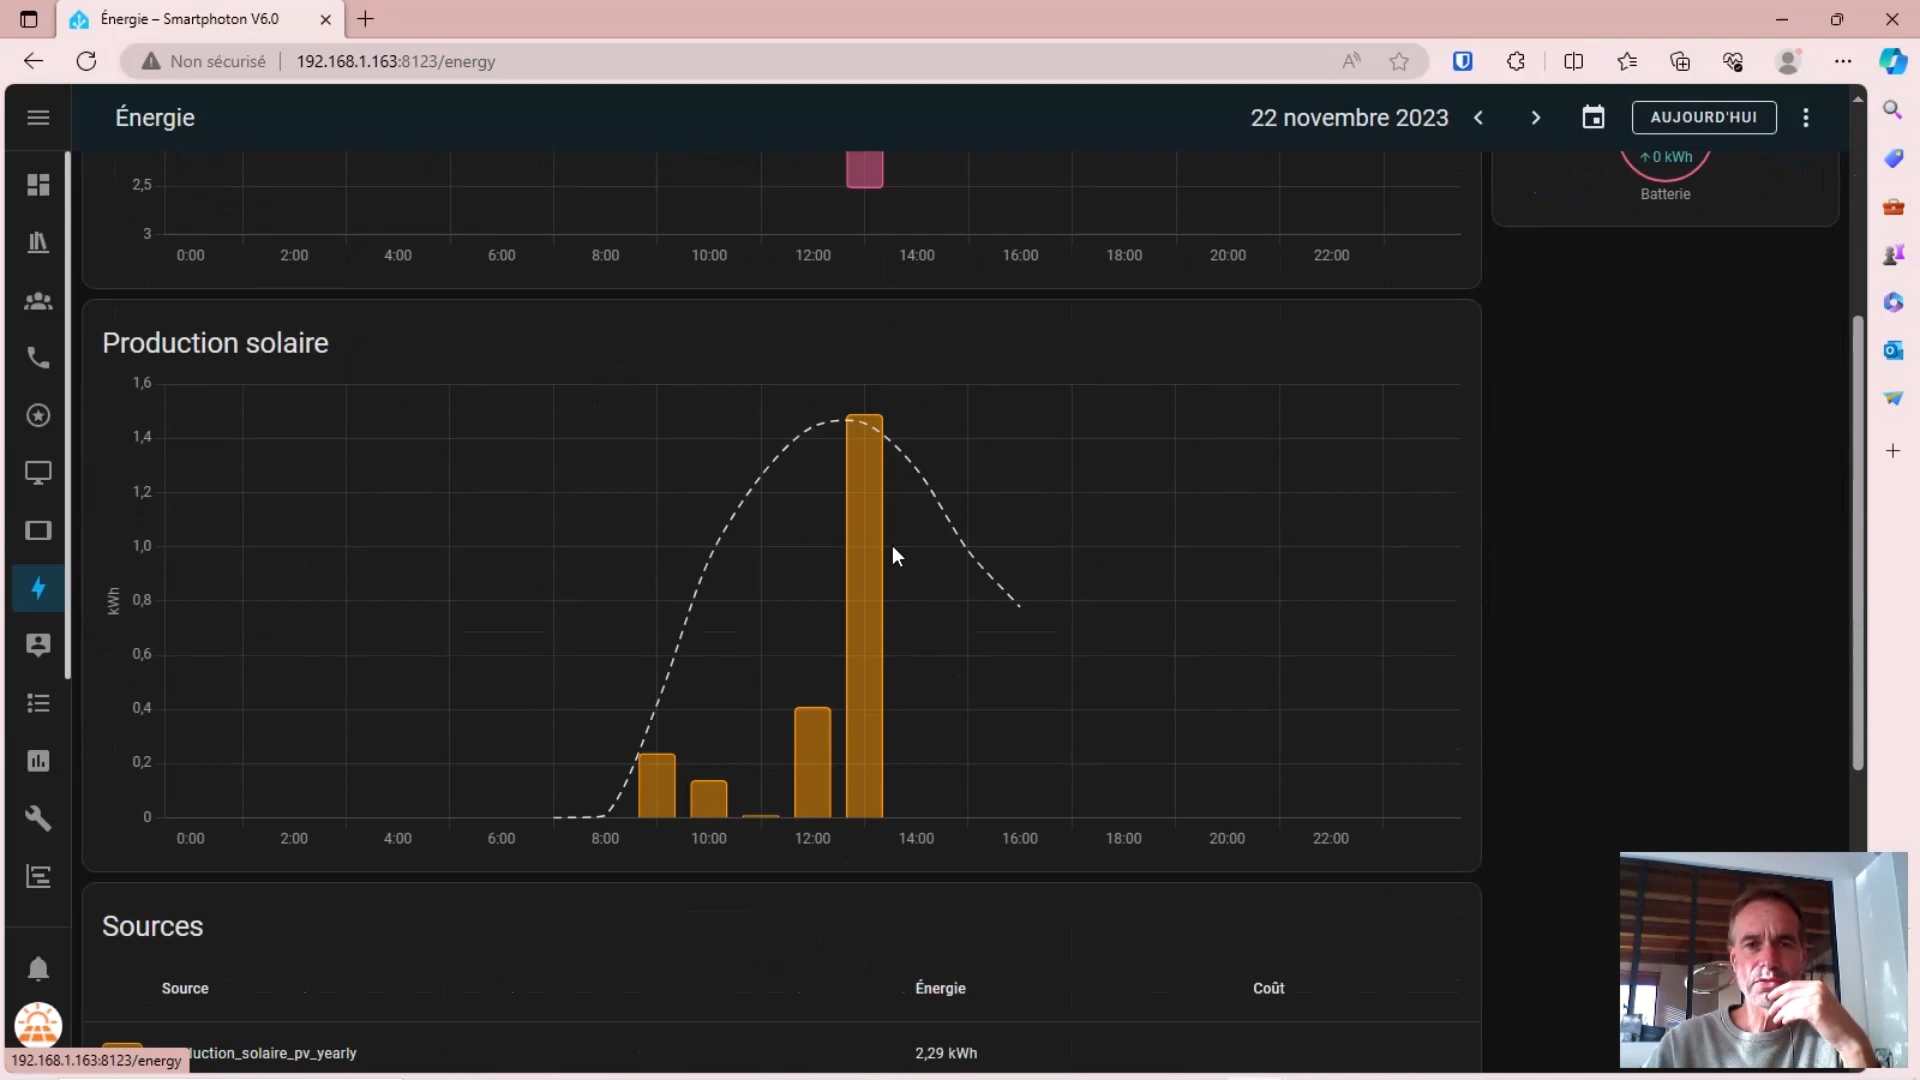 Énergie – Smartphoton V6.0
Non sécurisé
192.168.1.163:8123/energy
Énergie
22 novembre 2023
AUJOURD'HUI
2,5
3
0:00 2:00 4:00 6:00 8:00 10:00 12:00 14:00 16:00 18:00 20:00 22:00
↑0 kWh
Batterie
Production solaire
kWh
1,6
1,4
1,2
1,0
0,8
0,6
0,4
0,2
0
0:00 2:00 4:00 6:00 8:00 10:00 12:00 14:00 16:00 18:00 20:00 22:00
Sources
Source Énergie Coût
duction_solaire_pv_yearly 2,29 kWh
192.168.1.163:8123/energy